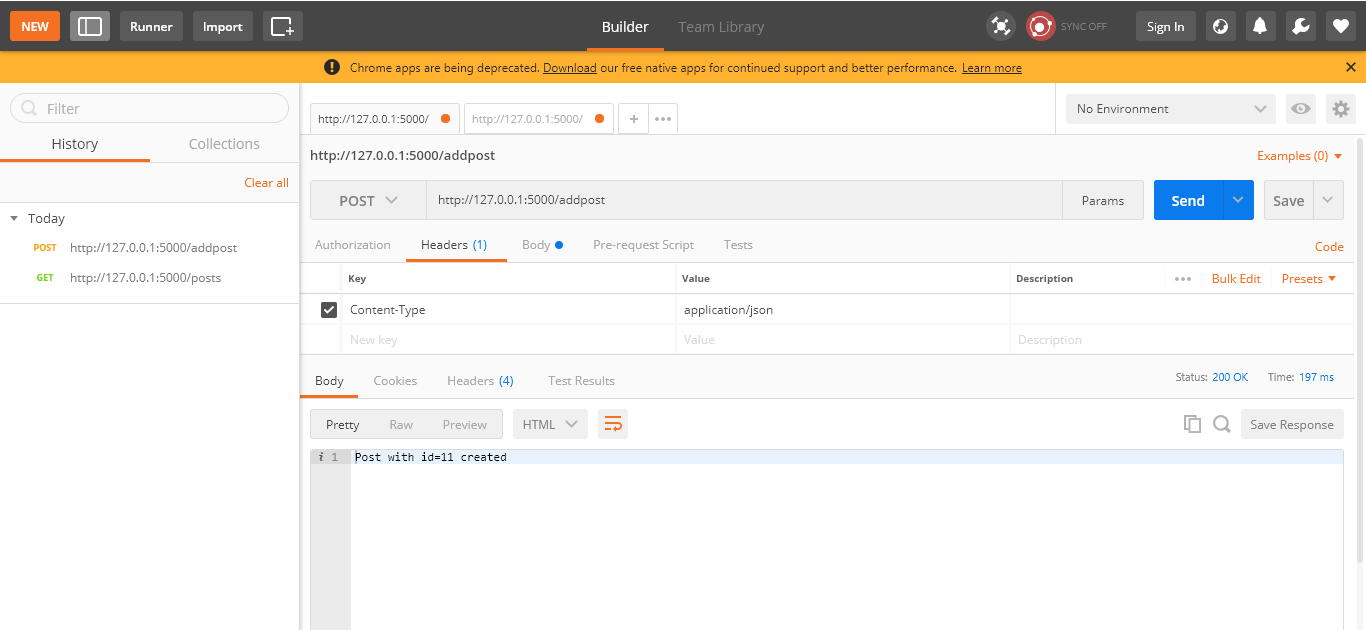 NEW Runner Import Builder Team Library SYNC OFF Sign In
! Chrome apps are being deprecated. Download our free native apps for continued support and better performance. Learn more
Filter
History Collections
Clear all
Today
POST http://127.0.0.1:5000/addpost
GET http://127.0.0.1:5000/posts
http://127.0.0.1:5000/ http://127.0.0.1:5000/ + ••• No Environment
http://127.0.0.1:5000/addpost Examples (0)
POST http://127.0.0.1:5000/addpost Params Send Save
Authorization Headers (1) Body Pre-request Script Tests Code
Key Value Description ••• Bulk Edit Presets
Content-Type application/json
New key Value Description
Body Cookies Headers (4) Test Results Status: 200 OK Time: 197 ms
Pretty Raw Preview HTML Save Response
i 1 Post with id=11 created